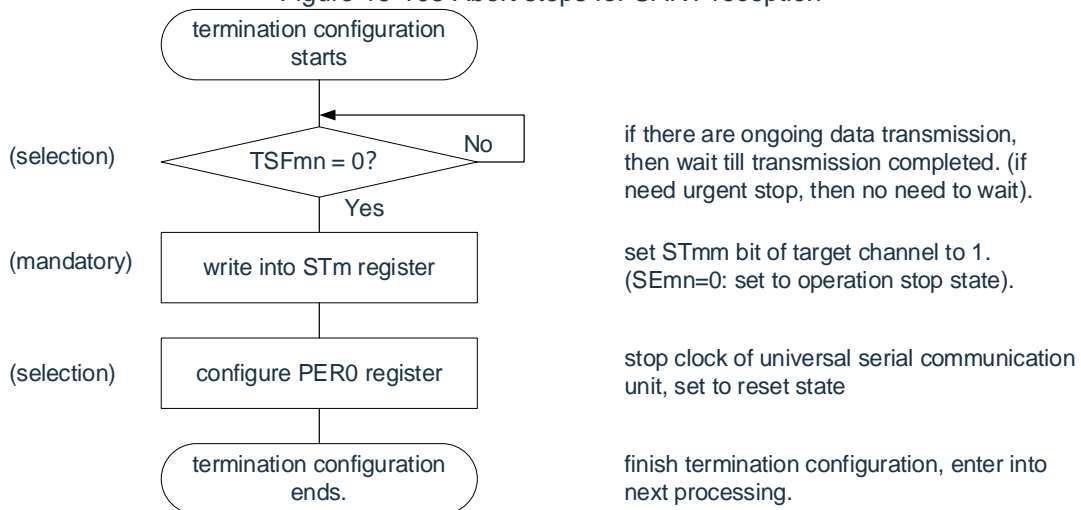 termination configuration
starts
(selection)
TSFmn = 0?
No
if there are ongoing data transmission,
then wait till transmission completed. (if
need urgent stop, then no need to wait).
Yes
(mandatory)
write into STm register
set STmm bit of target channel to 1.
(SEmn=0: set to operation stop state).
(selection)
configure PER0 register
stop clock of universal serial communication
unit, set to reset state
termination configuration
ends.
finish termination configuration, enter into
next processing.